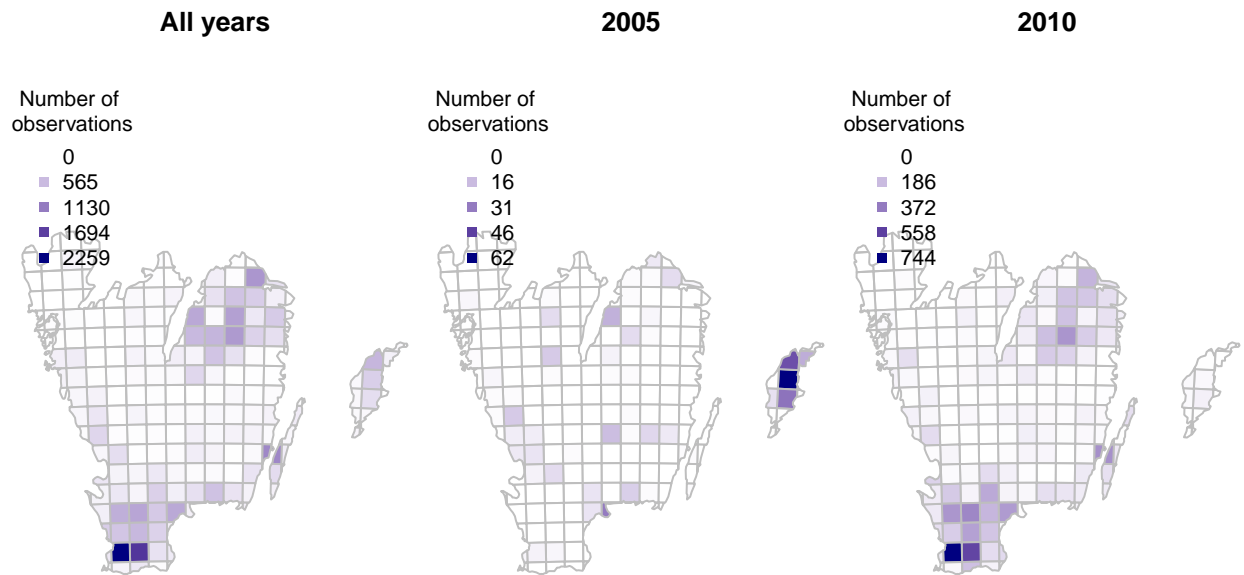 All years
Number of
observations
0
565
1130
1694
2259
2005
Number of
observations
0
16
31
46
62
2010
Number of
observations
0
186
372
558
744